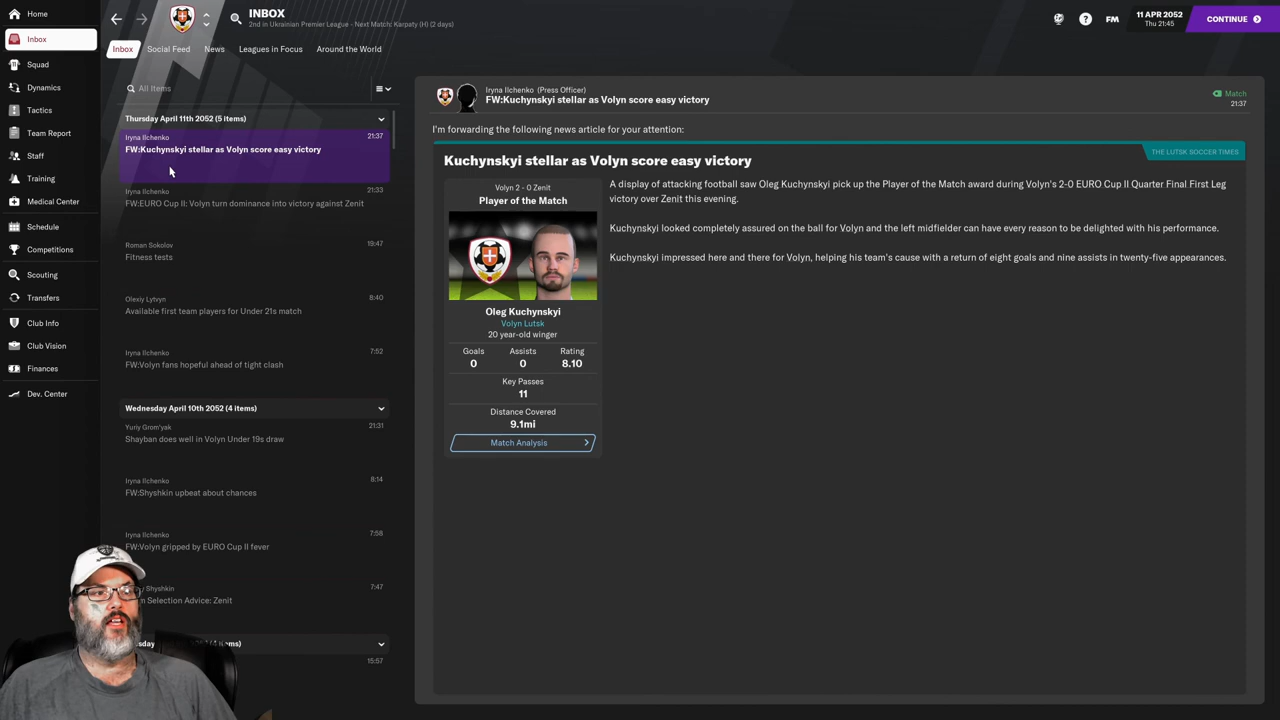 Home
Inbox
Squad
Dynamics
Tactics
Team Report
Staff
Training
Medical Center
Schedule
Competitions
Scouting
Transfers
Club Info
Club Vision
Finances
Dev. Center
INBOX
2nd in Ukrainian Premier League - Next Match: Karpaty (H) (2 days)
FM
11 APR 2052
Thu 21:45
CONTINUE
Inbox
Social Feed
News
Leagues in Focus
Around the World
All Items
Thursday April 11th 2052 (5 items)
Iryna Ilchenko 21:37
FW:Kuchynskyi stellar as Volyn score easy victory
Iryna Ilchenko 21:33
FW:EURO Cup II: Volyn turn dominance into victory against Zenit
Roman Sokolov 19:47
Fitness tests
Olexiy Lytvyn 8:40
Available first team players for Under 21s match
Iryna Ilchenko 7:52
FW:Volyn fans hopeful ahead of tight clash
Wednesday April 10th 2052 (4 items)
Yuriy Grom'yak 21:31
Shayban does well in Volyn Under 19s draw
Iryna Ilchenko 8:14
FW:Shyshkin upbeat about chances
Iryna Ilchenko 7:58
FW:Volyn gripped by EURO Cup II fever
Shyshkin 7:47
Selection Advice: Zenit
15:57
Iryna Ilchenko (Press Officer)
FW:Kuchynskyi stellar as Volyn score easy victory
Match
21:37
I'm forwarding the following news article for your attention:
Kuchynskyi stellar as Volyn score easy victory
THE LUTSK SOCCER TIMES
Volyn 2 - 0 Zenit
Player of the Match
Oleg Kuchynskyi
Volyn Lutsk
20 year-old winger
Goals Assists Rating
0 0 8.10
Key Passes
11
Distance Covered
9.1mi
Match Analysis
A display of attacking football saw Oleg Kuchynskyi pick up the Player of the Match award during Volyn's 2-0 EURO Cup II Quarter Final First Leg
victory over Zenit this evening.
Kuchynskyi looked completely assured on the ball for Volyn and the left midfielder can have every reason to be delighted with his performance.
Kuchynskyi impressed here and there for Volyn, helping his team's cause with a return of eight goals and nine assists in twenty-five appearances.